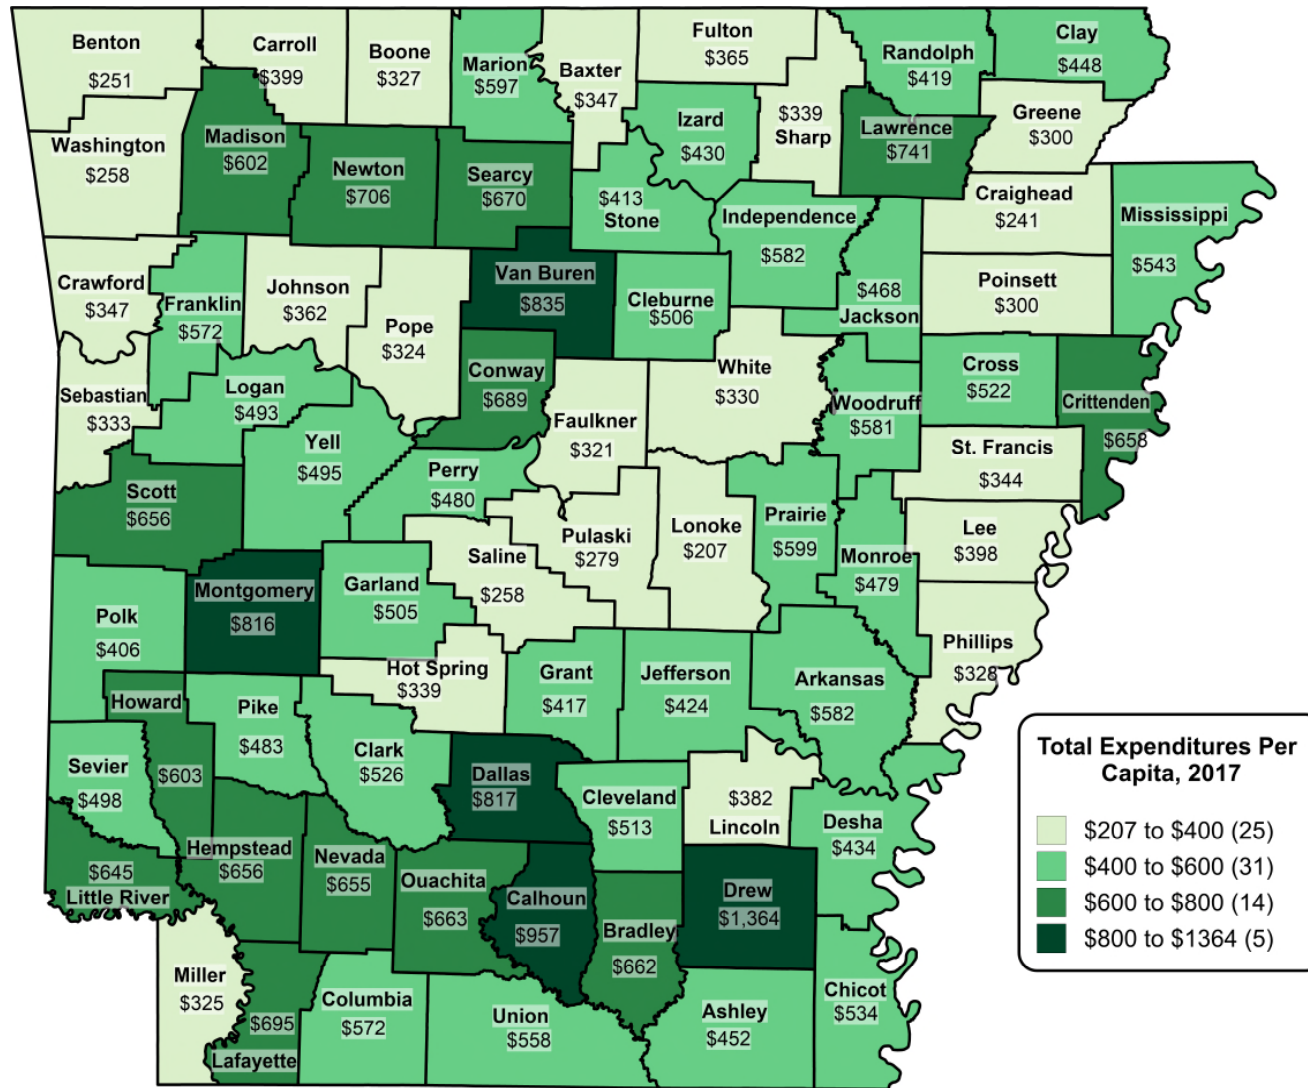 Benton
$251
Carroll
$399
Boone
$327
Marion
$597
Baxter
$347
Fulton
$365
Randolph
$419
Clay
$448
Washington
$258
Madison
$602
Newton
$706
Searcy
$670
$413
Stone
Izard
$430
$339
Sharp
Lawrence
$741
Greene
$300
Independence
$582
Craighead
$241
Mississippi
$543
Crawford
$347
Franklin
$572
Johnson
$362
Pope
$324
Van Buren
$835
Cleburne
$506
$468
Jackson
Poinsett
$300
Sebastian
$333
Logan
$493
Conway
$689
Faulkner
$321
White
$330
Woodruff
$581
Cross
$522
Crittenden
$658
Scott
$656
Yell
$495
Perry
$480
St. Francis
$344
Pulaski
$279
Lonoke
$207
Prairie
$599
Monroe
$479
Lee
$398
Polk
$406
Montgomery
$816
Garland
$505
Saline
$258
Phillips
$328
Howard
$603
Pike
$483
Hot Spring
$339
Grant
$417
Jefferson
$424
Arkansas
$582
Sevier
$498
Clark
$526
Dallas
$817
Cleveland
$513
$382
Lincoln
Desha
$434
$645
Little River
Hempstead
$656
Nevada
$655
Ouachita
$663
Calhoun
$957
Bradley
$662
Drew
$1,364
Miller
$325
$695
Lafayette
Columbia
$572
Union
$558
Ashley
$452
Chicot
$534
Total Expenditures Per
Capita, 2017
$207 to $400 (25)
$400 to $600 (31)
$600 to $800 (14)
$800 to $1364 (5)